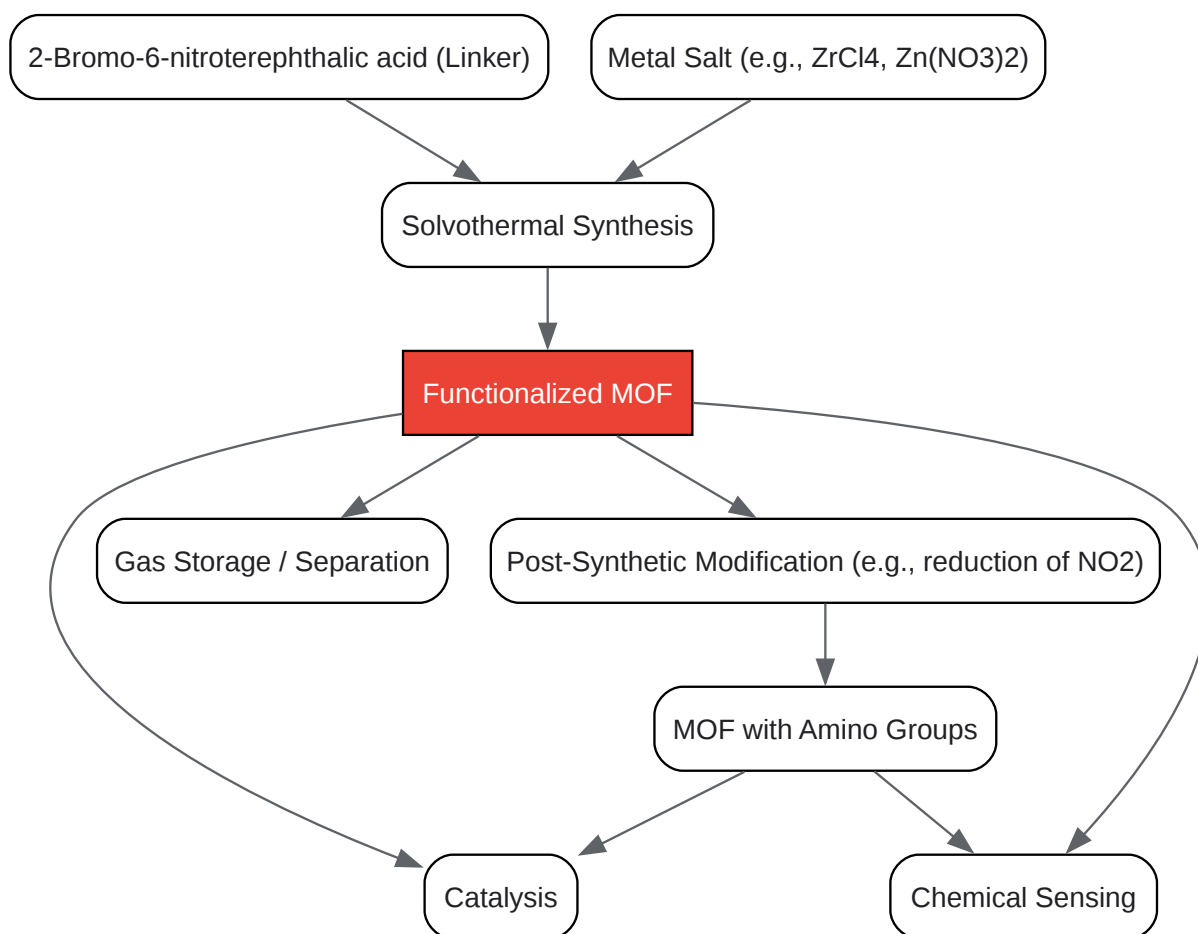 2-Bromo-6-nitroterephthalic acid (Linker)
Metal Salt (e.g., ZrCl4, Zn(NO3)2)
Solvothermal Synthesis
Functionalized MOF
Gas Storage / Separation
Post-Synthetic Modification (e.g., reduction of NO2)
MOF with Amino Groups
Catalysis
Chemical Sensing